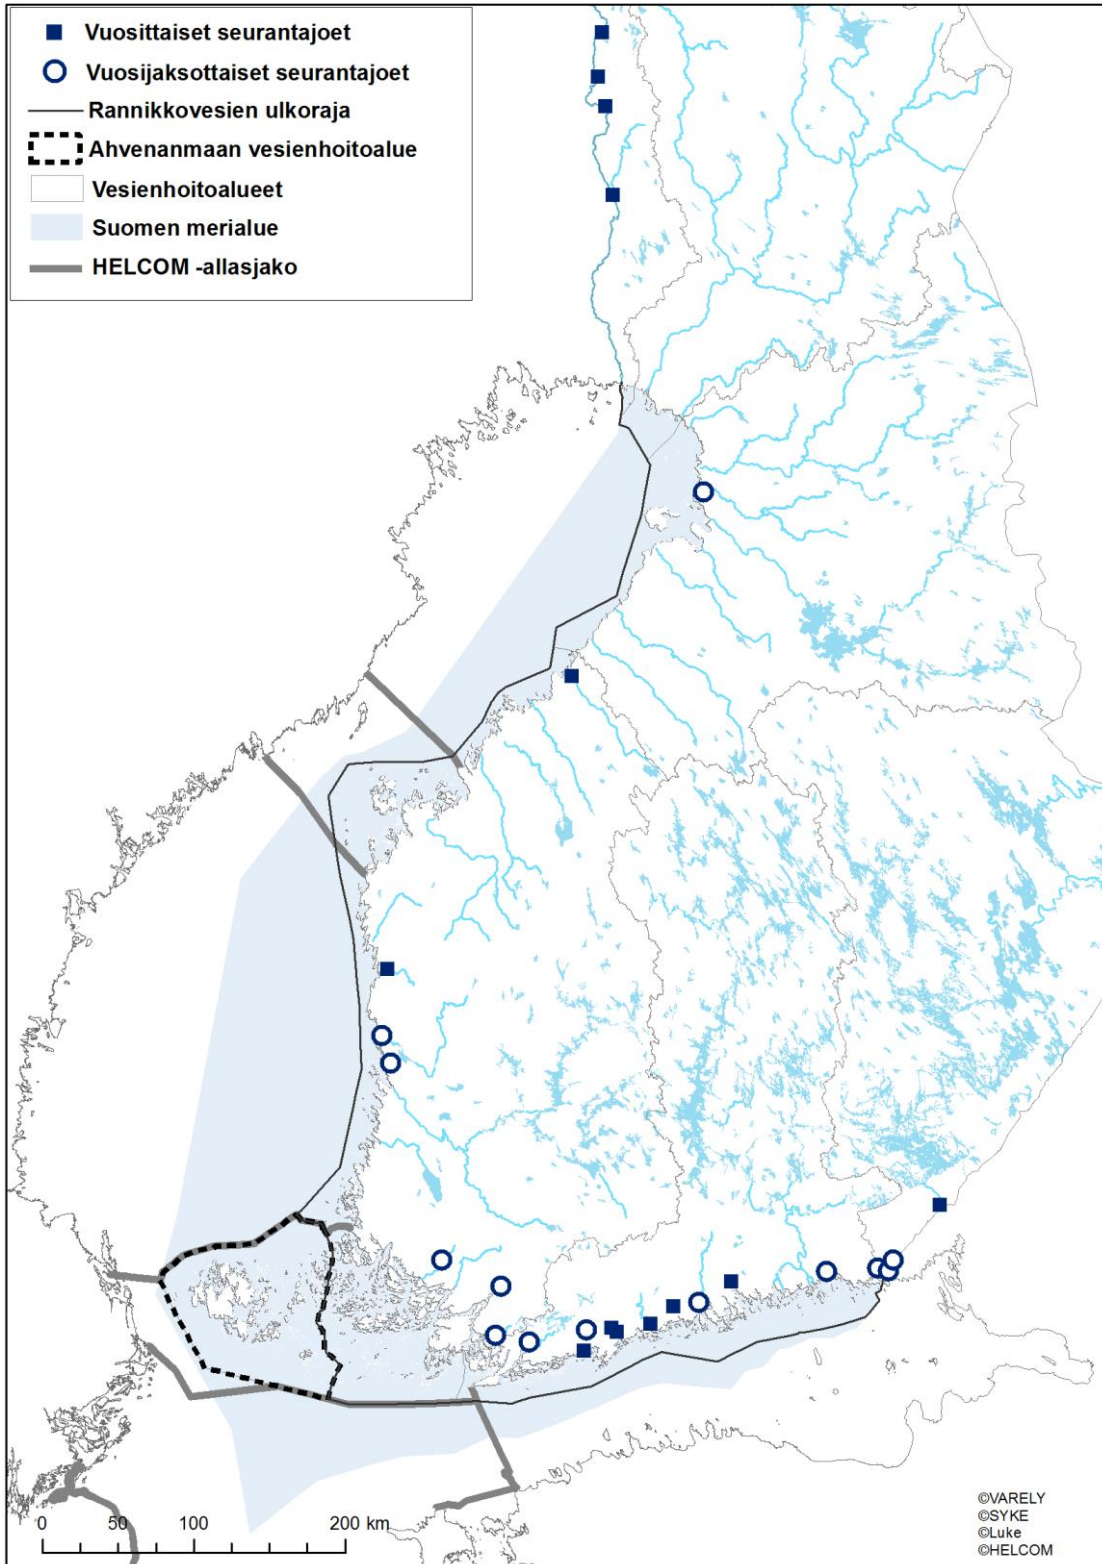 Vuosittaiset seurantajoet
Vuosijaksottaiset seurantajoet
Rannikkovesien ulkoraja
Ahvenanmaan vesienhoitoalue
Vesienhoitoalueet
Suomen merialue
HELCOM -allasjako
0 50 100 200 km
©VARELY
©SYKE
©Luke
©HELCOM